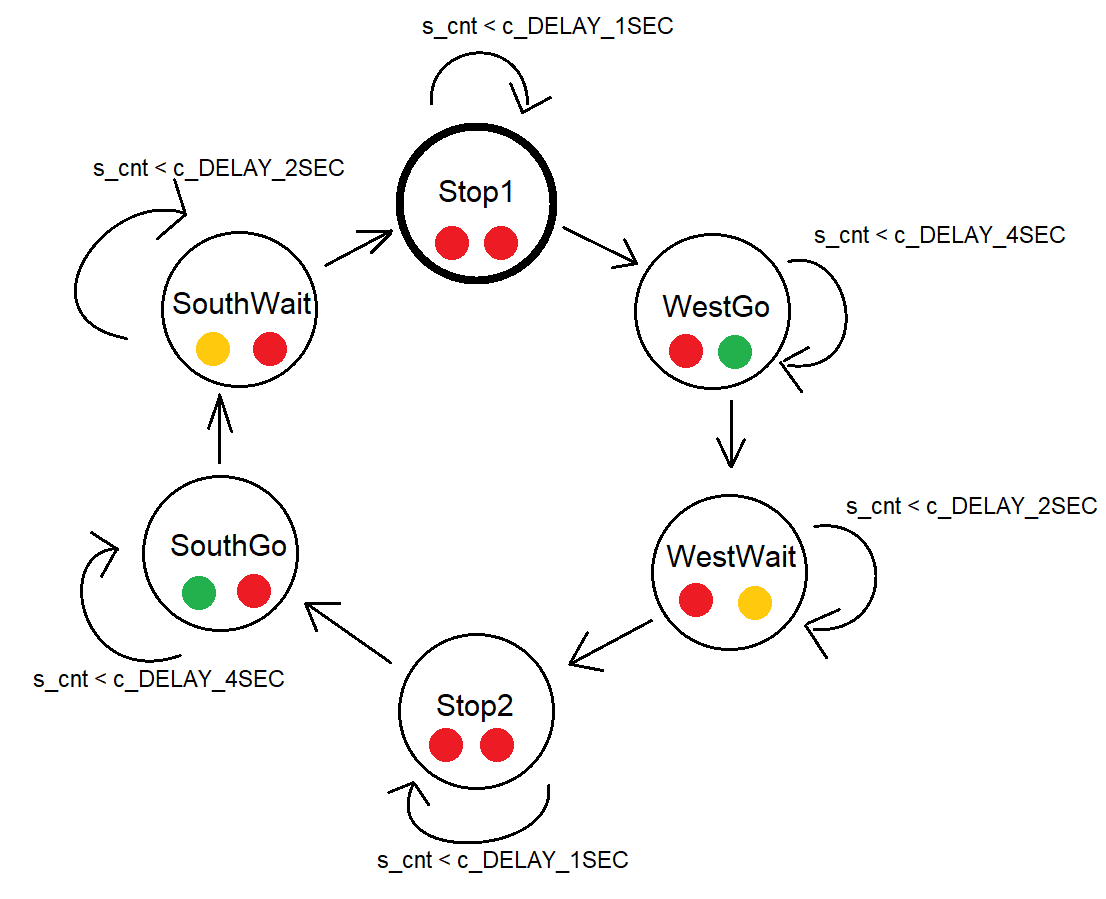 s_cnt < c_DELAY_1SEC
Stop1
s_cnt < c_DELAY_2SEC
SouthWait
s_cnt < c_DELAY_4SEC
WestGo
s_cnt < c_DELAY_2SEC
WestWait
SouthGo
s_cnt < c_DELAY_4SEC
Stop2
s_cnt < c_DELAY_1SEC